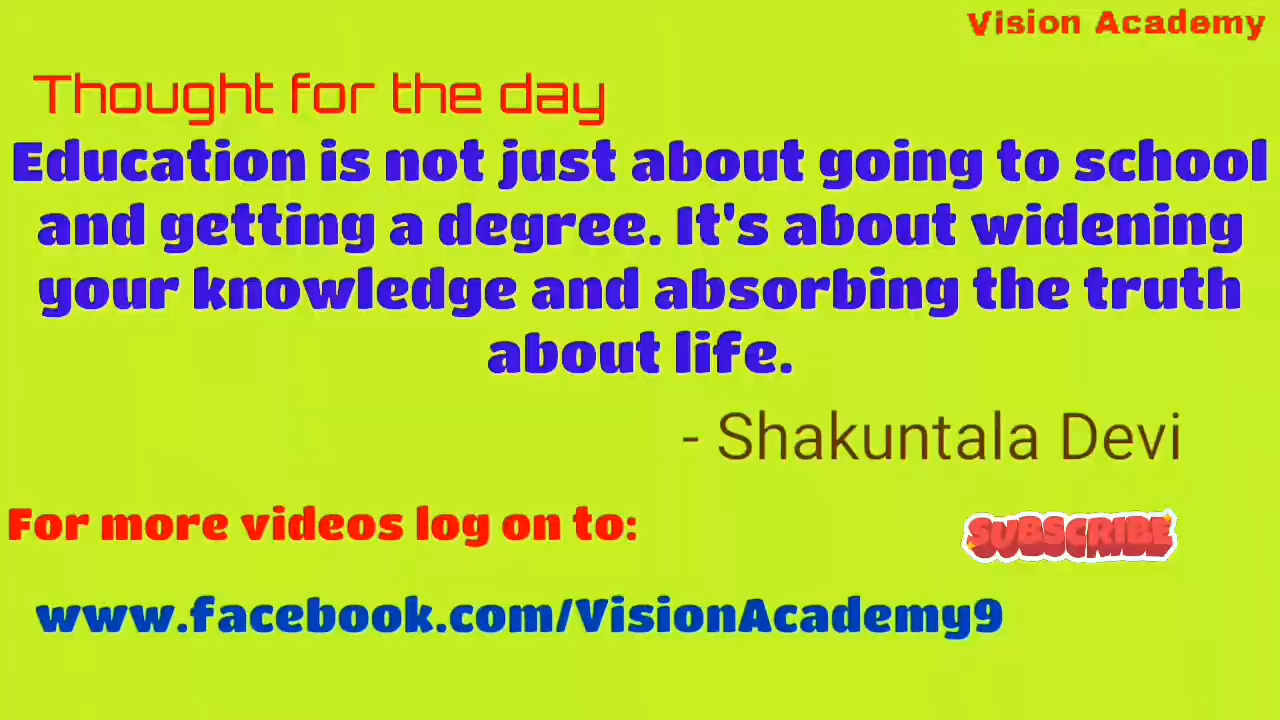 Vision Academy
Thought for the day
Education is not just about going to school
and getting a degree. It's about widening
your knowledge and absorbing the truth
about life.
- Shakuntala Devi
For more videos log on to:
SUBSCRIBE
www.facebook.com/VisionAcademy9